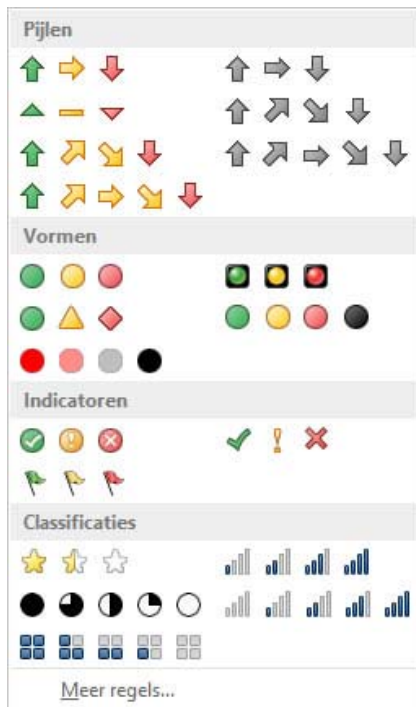 Pijlen
Vormen
Indicatoren
Classificaties
Meer regels...